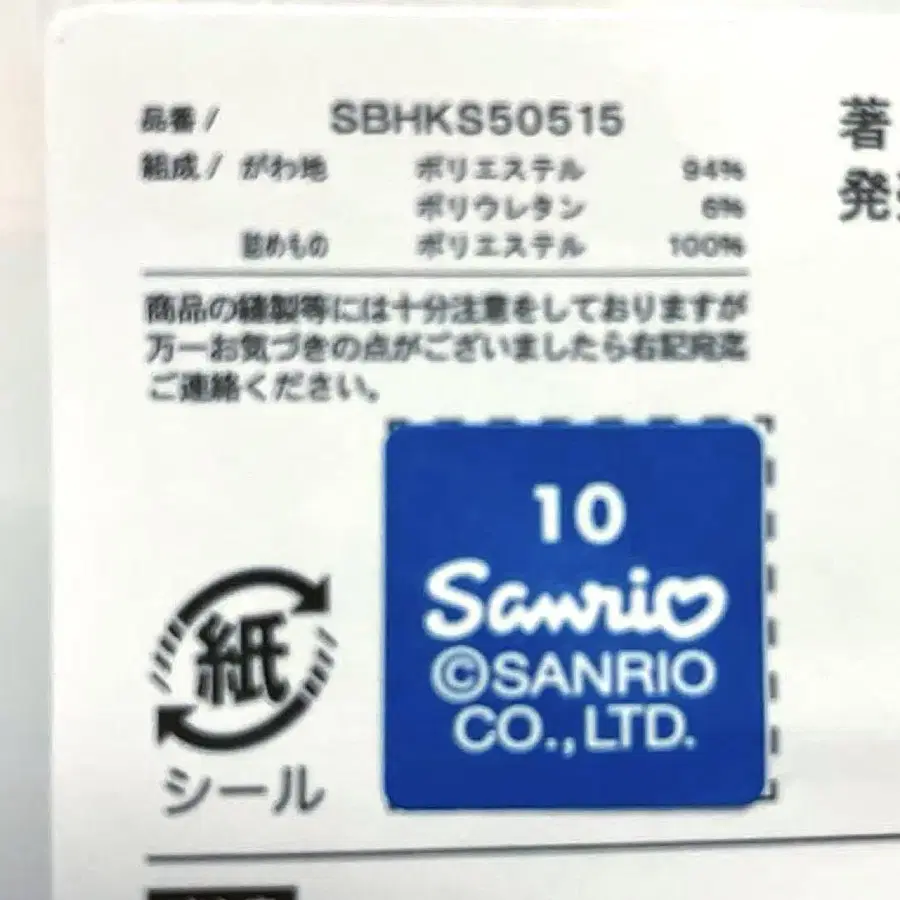 品番 / SBHKS50515
組成 / がわ地 ポリエステル 94%
ポリウレタン 6%
詰めもの ポリエステル 100%
商品の縫製等には十分注意をしておりますが
万一お気づきの点がございましたら右記宛迄
ご連絡ください。
著
発
10
Sanrio
©SANRIO
CO., LTD.
紙
シール